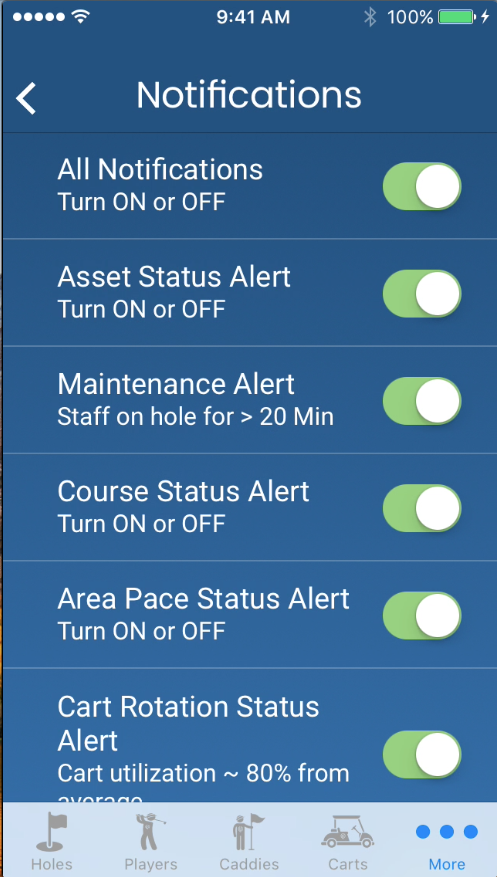 9:41 AM 100%
Notifications
All Notifications
Turn ON or OFF
Asset Status Alert
Turn ON or OFF
Maintenance Alert
Staff on hole for > 20 Min
Course Status Alert
Turn ON or OFF
Area Pace Status Alert
Turn ON or OFF
Cart Rotation Status
Alert
Cart utilization ~ 80% from
average
Holes Players Caddies Carts More